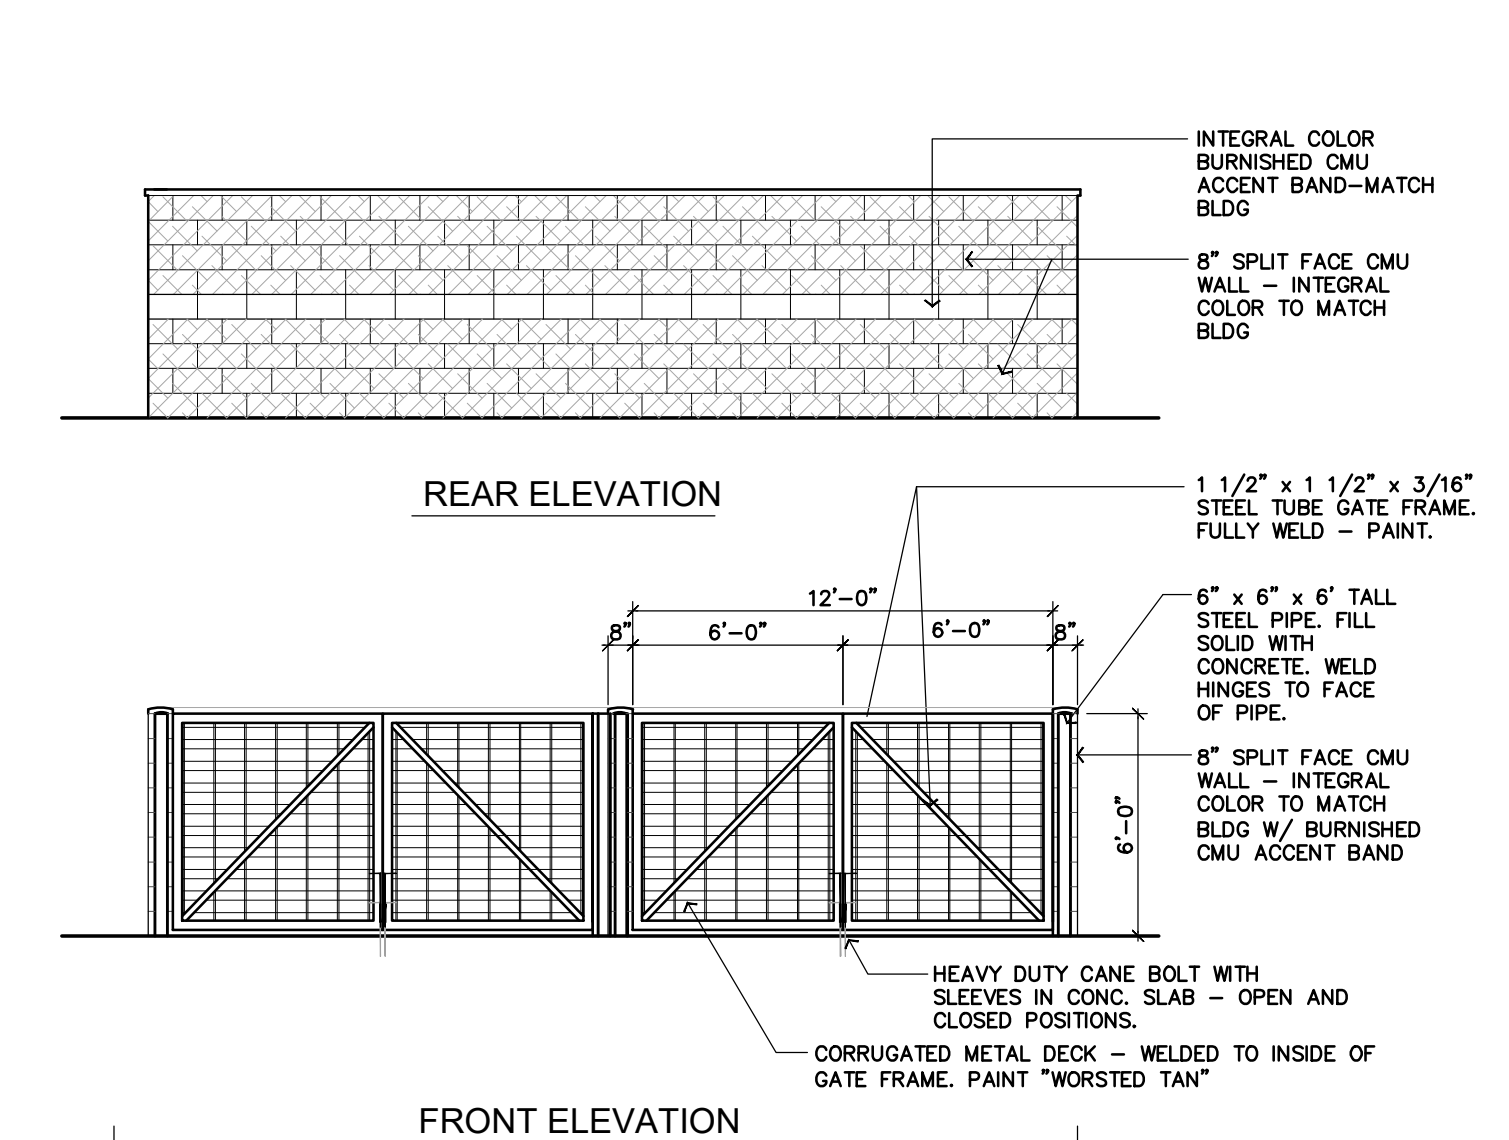 INTEGRAL COLOR
BURNISHED CMU
ACCENT BAND-MATCH
BLDG
8" SPLIT FACE CMU
WALL - INTEGRAL
COLOR TO MATCH
BLDG
REAR ELEVATION
1 1/2" x 1 1/2" x 3/16"
STEEL TUBE GATE FRAME.
FULLY WELD - PAINT.
12'-0"
8"
6'-0"
6'-0"
8"
6" x 6" x 6' TALL
STEEL PIPE. FILL
SOLID WITH
CONCRETE. WELD
HINGES TO FACE
OF PIPE.
8" SPLIT FACE CMU
WALL - INTEGRAL
COLOR TO MATCH
BLDG W/ BURNISHED
CMU ACCENT BAND
6'-0"
HEAVY DUTY CANE BOLT WITH
SLEEVES IN CONC. SLAB - OPEN AND
CLOSED POSITIONS.
CORRUGATED METAL DECK - WELDED TO INSIDE OF
GATE FRAME. PAINT "WORSTED TAN"
FRONT ELEVATION